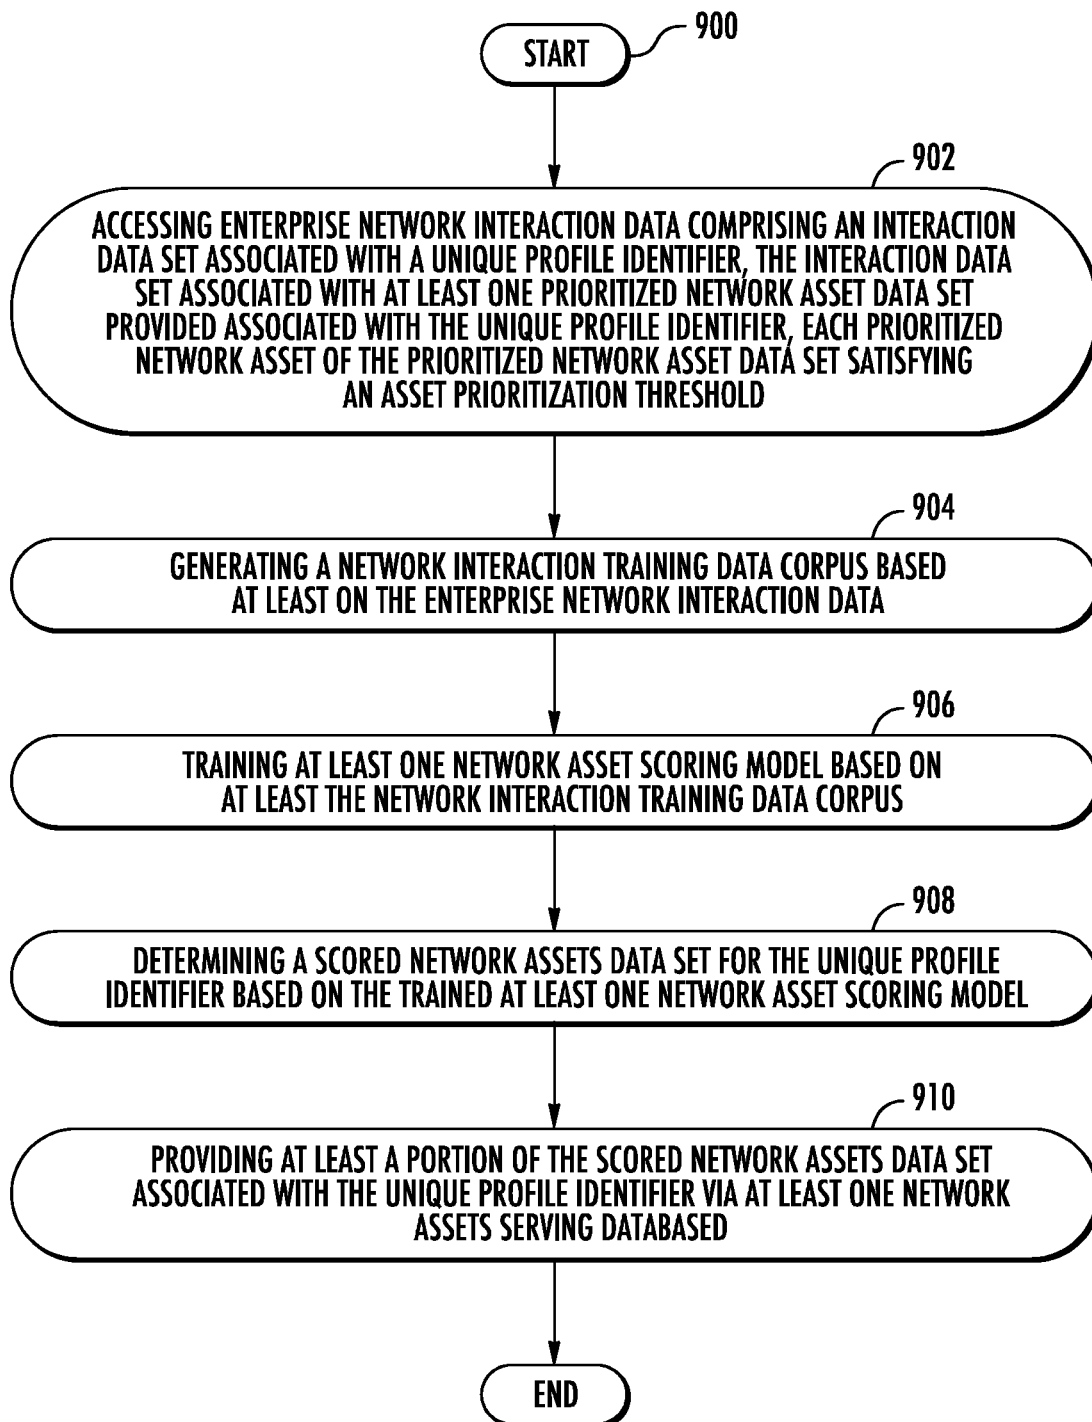 900
START
902
ACCESSING ENTERPRISE NETWORK INTERACTION DATA COMPRISING AN INTERACTION
DATA SET ASSOCIATED WITH A UNIQUE PROFILE IDENTIFIER, THE INTERACTION DATA
SET ASSOCIATED WITH AT LEAST ONE PRIORITIZED NETWORK ASSET DATA SET
PROVIDED ASSOCIATED WITH THE UNIQUE PROFILE IDENTIFIER, EACH PRIORITIZED
NETWORK ASSET OF THE PRIORITIZED NETWORK ASSET DATA SET SATISFYING
AN ASSET PRIORITIZATION THRESHOLD
904
GENERATING A NETWORK INTERACTION TRAINING DATA CORPUS BASED
AT LEAST ON THE ENTERPRISE NETWORK INTERACTION DATA
906
TRAINING AT LEAST ONE NETWORK ASSET SCORING MODEL BASED ON
AT LEAST THE NETWORK INTERACTION TRAINING DATA CORPUS
908
DETERMINING A SCORED NETWORK ASSETS DATA SET FOR THE UNIQUE PROFILE
IDENTIFIER BASED ON THE TRAINED AT LEAST ONE NETWORK ASSET SCORING MODEL
910
PROVIDING AT LEAST A PORTION OF THE SCORED NETWORK ASSETS DATA SET
ASSOCIATED WITH THE UNIQUE PROFILE IDENTIFIER VIA AT LEAST ONE NETWORK
ASSETS SERVING DATABASED
END